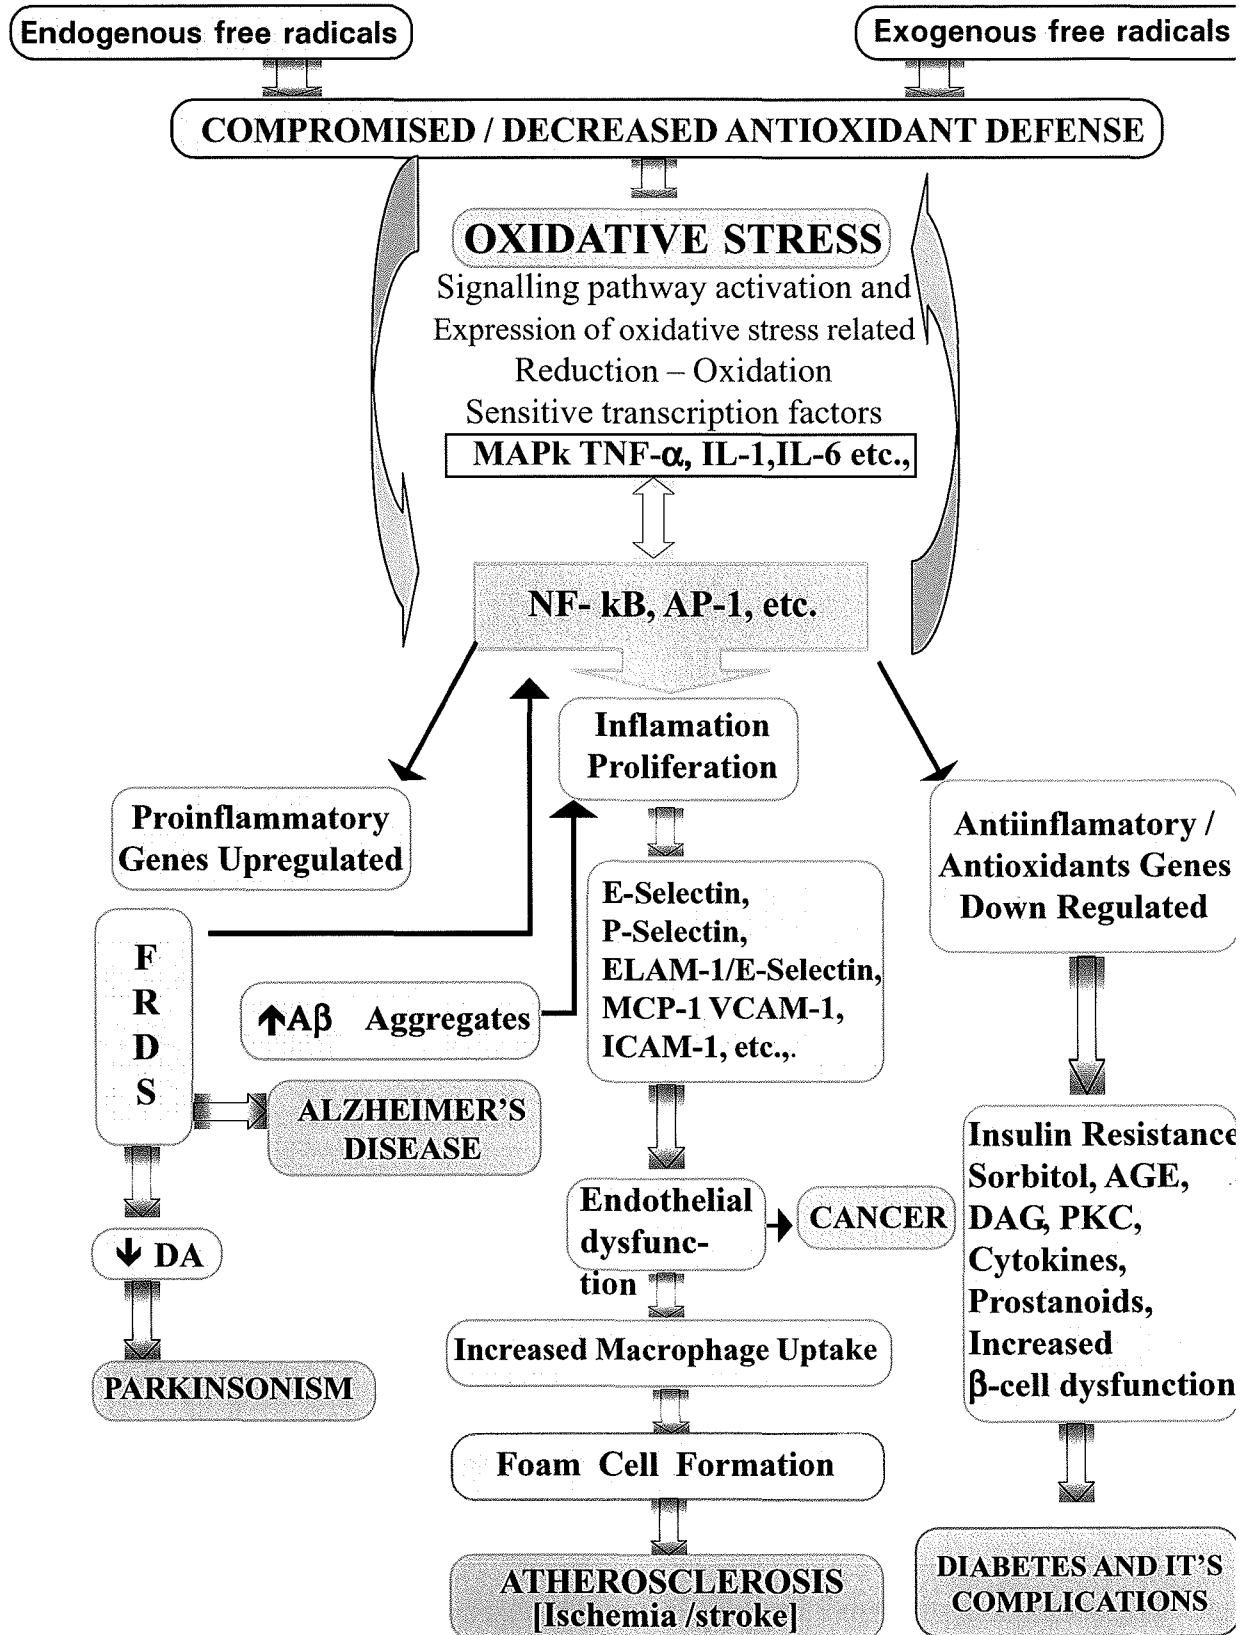 Endogenous free radicals
Exogenous free radicals
COMPROMISED / DECREASED ANTIOXIDANT DEFENSE
OXIDATIVE STRESS
Signalling pathway activation and
Expression of oxidative stress related
Reduction – Oxidation
Sensitive transcription factors
MAPk TNF-α, IL-1,IL-6 etc.,
NF- kB, AP-1, etc.
Inflamation
Proliferation
Proinflammatory
Genes Upregulated
Antiinflamatory /
Antioxidants Genes
Down Regulated
E-Selectin,
P-Selectin,
ELAM-1/E-Selectin,
MCP-1 VCAM-1,
ICAM-1, etc.,.
F
R
D
S
↑Aβ Aggregates
ALZHEIMER'S
DISEASE
↓ DA
PARKINSONISM
Endothelial
dysfunc-
tion
CANCER
Insulin Resistance
Sorbitol, AGE,
DAG, PKC,
Cytokines,
Prostanoids,
Increased
β-cell dysfunction
Increased Macrophage Uptake
Foam Cell Formation
ATHEROSCLEROSIS
[Ischemia /stroke]
DIABETES AND IT'S
COMPLICATIONS